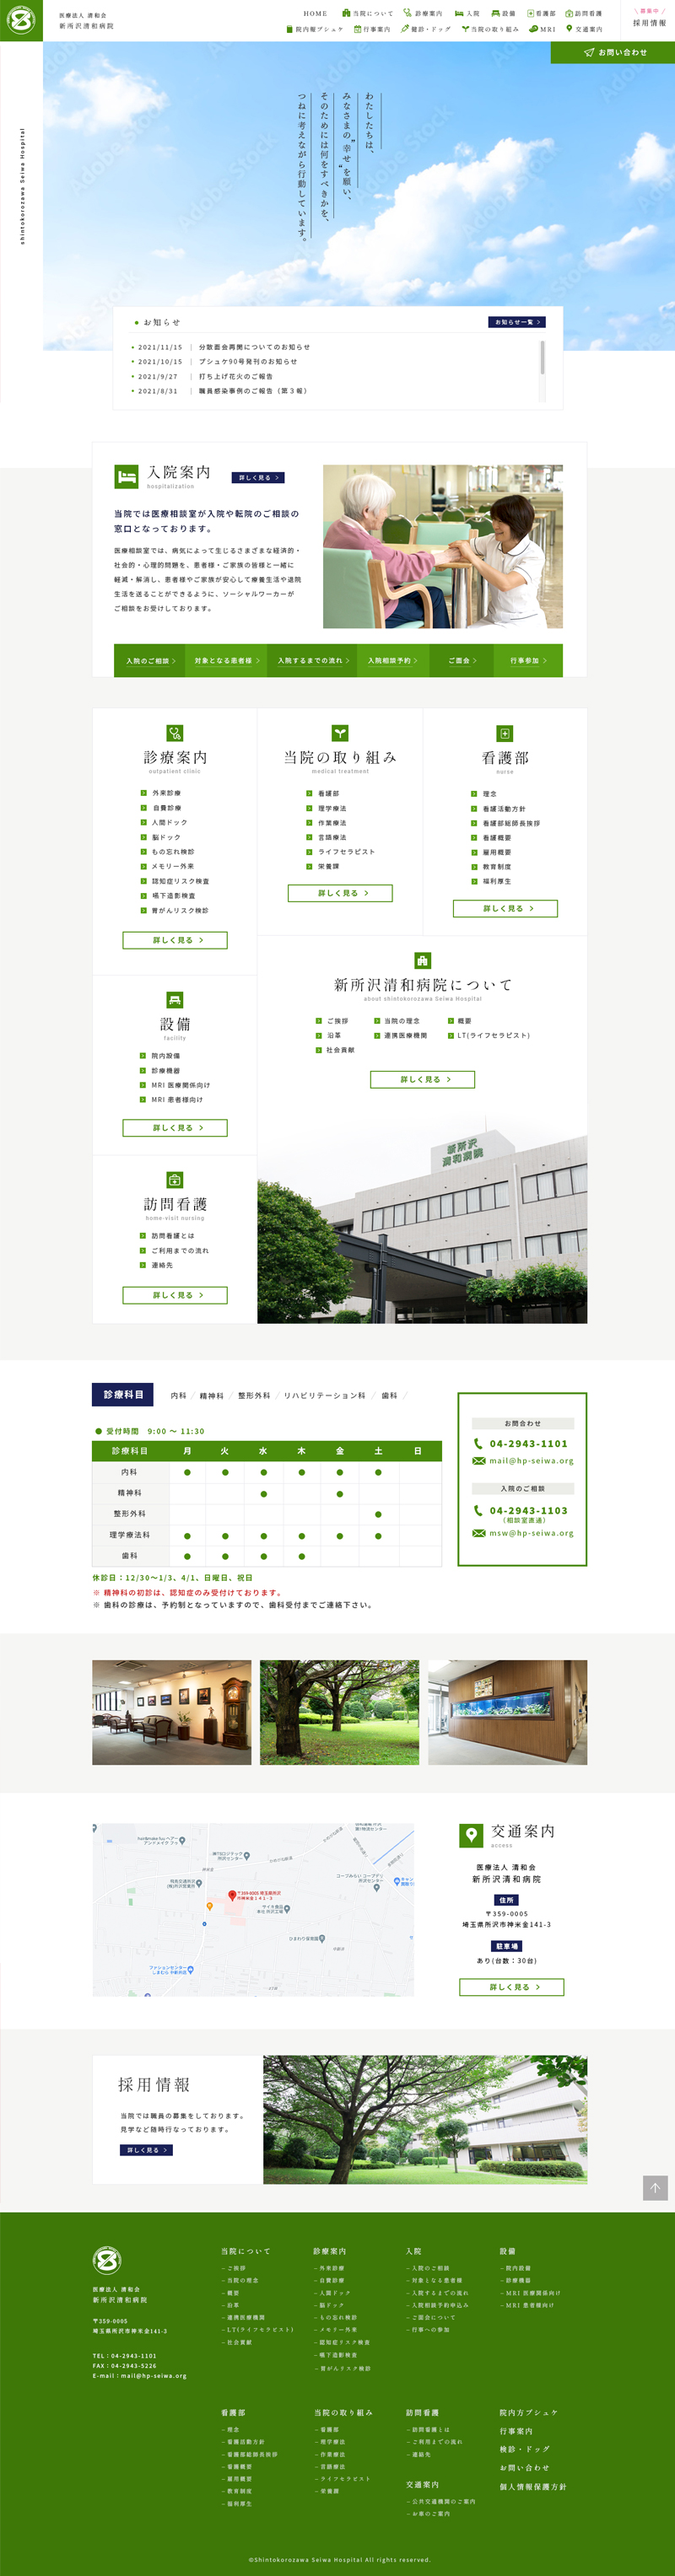 医療法人 清和会
新所沢清和病院
HOME 当院について 診療案内 入院 設備 看護部 訪問看護
院内報プシュケ 行事案内 健診・ドッグ 当院の取り組み MRI 交通案内
\ 募集中 /
採用情報
お問い合わせ
shintokorozawa Seiwa Hospital
わたしたちは、
みなさまの〝幸せ〟を願い、
そのためには何をすべきかを、
つねに考えながら行動しています。
お知らせ
お知らせ一覧
2021/11/15 | 分散面会再開についてのお知らせ
2021/10/15 | プシュケ90号発刊のお知らせ
2021/9/27 | 打ち上げ花火のご報告
2021/8/31 | 職員感染事例のご報告（第３報）
入院案内
hospitalization
詳しく見る
当院では医療相談室が入院や転院のご相談の
窓口となっております。
医療相談室では、病気によって生じるさまざまな経済的・
社会的・心理的問題を、患者様・ご家族の皆様と一緒に
軽減・解消し、患者様やご家族が安心して療養生活や退院
生活を送ることができるように、ソーシャルワーカーが
ご相談をお受けしております。
入院のご相談 対象となる患者様 入院するまでの流れ 入院相談予約 ご面会 行事参加
診療案内
outpatient clinic
外来診療
自費診療
人間ドック
脳ドック
もの忘れ検診
メモリー外来
認知症リスク検査
嚥下造影検査
胃がんリスク検診
詳しく見る
当院の取り組み
medical treatment
看護部
理学療法
作業療法
言語療法
ライフセラピスト
栄養課
詳しく見る
看護部
nurse
理念
看護活動方針
看護部総師長挨拶
看護概要
雇用概要
教育制度
福利厚生
詳しく見る
設備
facility
院内設備
診療機器
MRI 医療関係向け
MRI 患者様向け
詳しく見る
訪問看護
home-visit nursing
訪問看護とは
ご利用までの流れ
連絡先
詳しく見る
新所沢清和病院について
about shintokorozawa Seiwa Hospital
ご挨拶 当院の理念 概要
沿革 連携医療機関 LT(ライフセラピスト)
社会貢献
詳しく見る
新所沢
清和病院
診療科目
内科 / 精神科 / 整形外科 / リハビリテーション科 / 歯科 /
● 受付時間 9:00 〜 11:30
診療科目 月 火 水 木 金 土 日
内科 ● ● ● ● ● ●
精神科 ● ●
整形外科 ●
理学療法科 ● ● ● ● ● ●
歯科 ● ● ● ●
休診日：12/30〜1/3、4/1、日曜日、祝日
※ 精神科の初診は、認知症のみ受付けております。
※ 歯科の診療は、予約制となっていますので、歯科受付までご連絡下さい。
お問合わせ
04-2943-1101
mail@hp-seiwa.org
入院のご相談
04-2943-1103
（相談室直通）
msw@hp-seiwa.org
〒359-0005 埼玉県所沢
市神米金１４１-３
交通案内
access
医療法人 清和会
新所沢清和病院
住所
〒359-0005
埼玉県所沢市神米金141-3
駐車場
あり(台数：30台)
詳しく見る
採用情報
当院では職員の募集をしております。
見学など随時行なっております。
詳しく見る
医療法人 清和会
新所沢清和病院
〒359-0005
埼玉県所沢市神米金141-3
TEL：04-2943-1101
FAX：04-2943-5226
E-mail：mail@hp-seiwa.org
当院について
– ご挨拶
– 当院の理念
– 概要
– 沿革
– 連携医療機関
– LT(ライフセラピスト)
– 社会貢献
診療案内
– 外来診療
– 自費診療
– 人間ドック
– 脳ドック
– もの忘れ検診
– メモリー外来
– 認知症リスク検査
– 嚥下造影検査
– 胃がんリスク検診
入院
– 入院のご相談
– 対象となる患者様
– 入院するまでの流れ
– 入院相談予約申込み
– ご面会について
– 行事への参加
設備
– 院内設備
– 診療機器
– MRI 医療関係向け
– MRI 患者様向け
看護部
– 理念
– 看護活動方針
– 看護部総師長挨拶
– 看護概要
– 雇用概要
– 教育制度
– 福利厚生
当院の取り組み
– 看護部
– 理学療法
– 作業療法
– 言語療法
– ライフセラピスト
– 栄養課
訪問看護
– 訪問看護とは
– ご利用までの流れ
– 連絡先
交通案内
– 公共交通機関のご案内
– お車のご案内
院内方プシュケ
行事案内
検診・ドッグ
お問い合わせ
個人情報保護方針
©Shintokorozawa Seiwa Hospital All rights reserved.